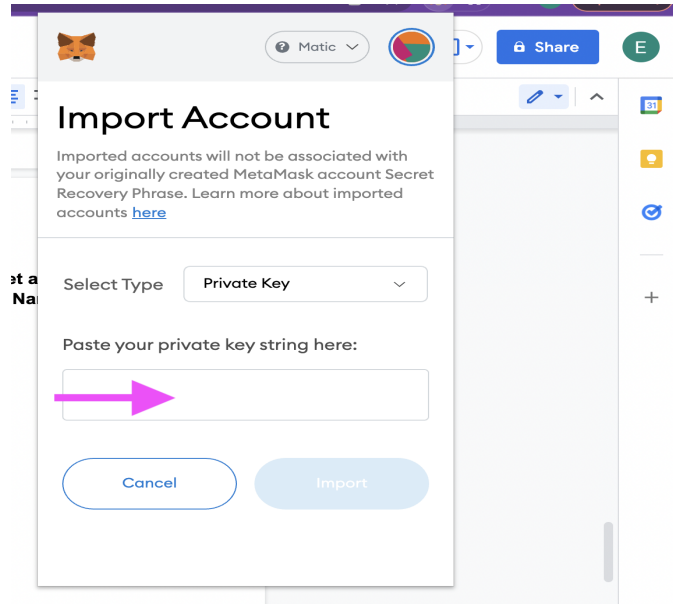 Matic
Share
E
Import Account
31
Imported accounts will not be associated with
your originally created MetaMask account Secret
Recovery Phrase. Learn more about imported
accounts here
et a
Na
Select Type
Private Key
Paste your private key string here:
Cancel
Import